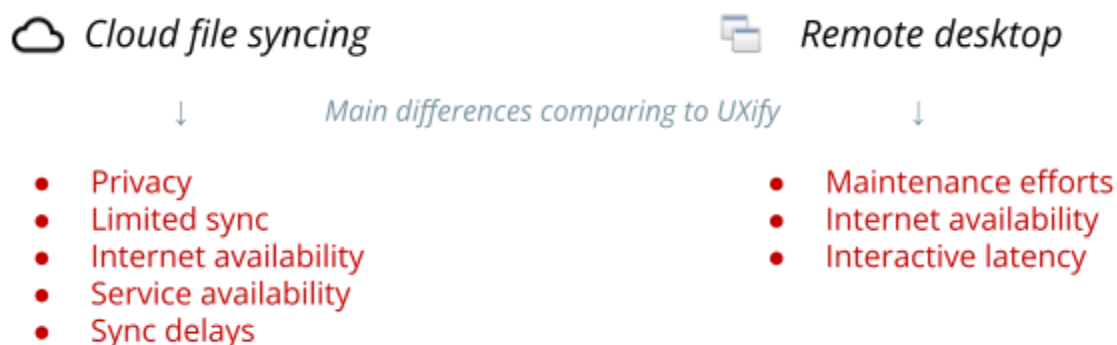 Cloud file syncing
Remote desktop
↓ Main differences comparing to UXify ↓
● Privacy
● Limited sync
● Internet availability
● Service availability
● Sync delays
● Maintenance efforts
● Internet availability
● Interactive latency